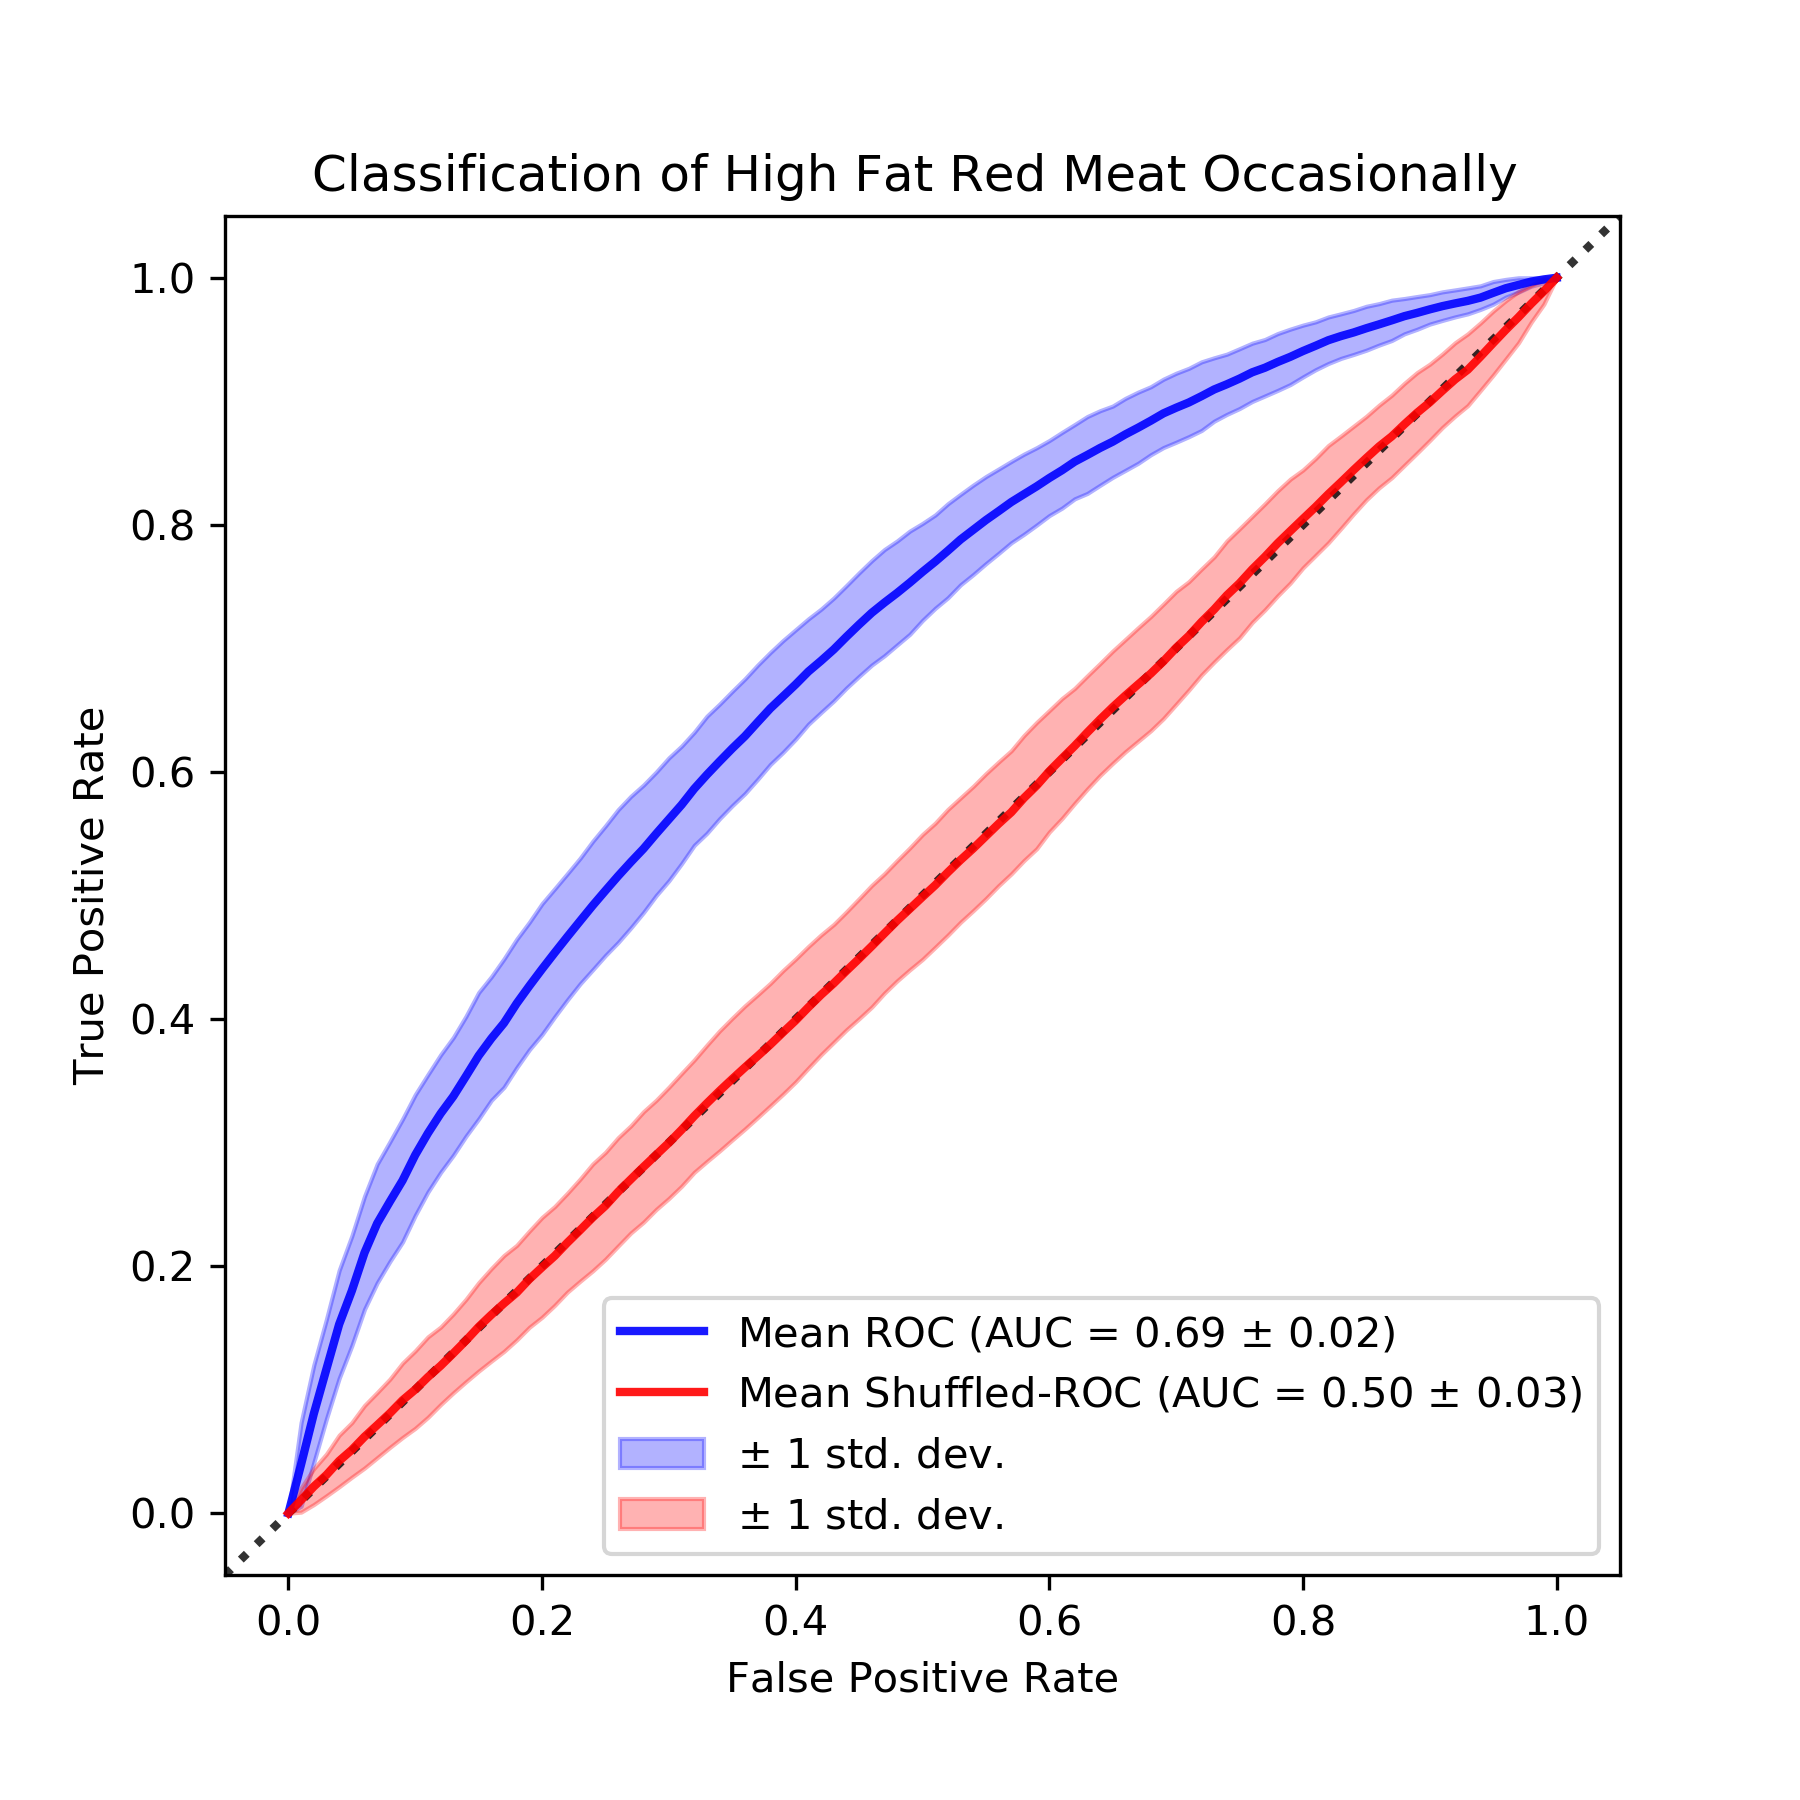 Classification of High Fat Red Meat Occasionally
1.0
0.8
0.6
0.4
0.2
0.0
True Positive Rate
Mean ROC (AUC = 0.69 ± 0.02)
Mean Shuffled-ROC (AUC = 0.50 ± 0.03)
± 1 std. dev.
± 1 std. dev.
0.0 0.2 0.4 0.6 0.8 1.0
False Positive Rate